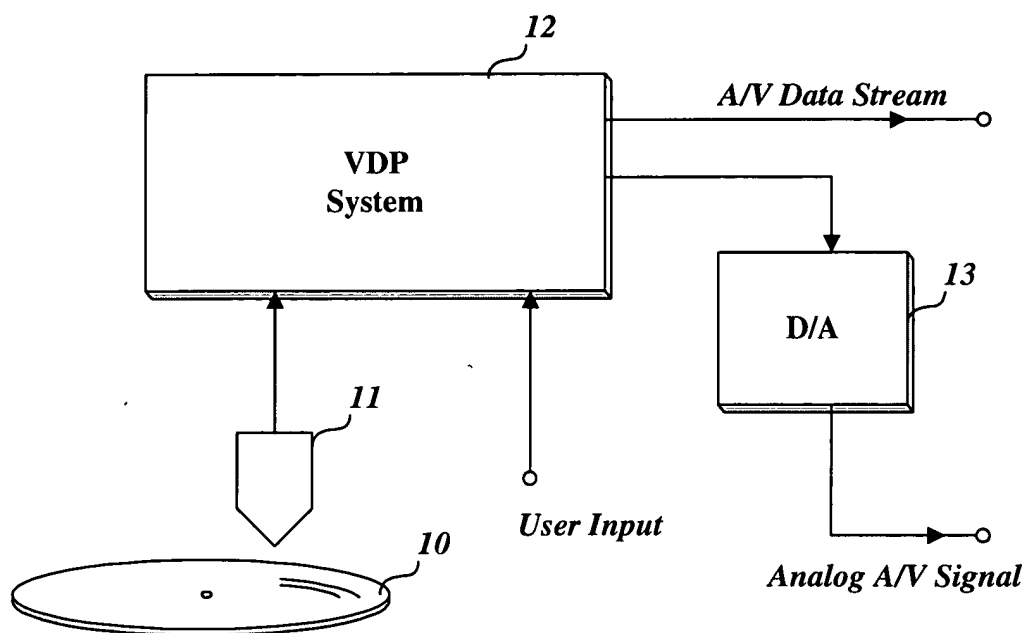 12
A/V Data Stream
VDP
System
13
D/A
11
User Input
10
Analog A/V Signal